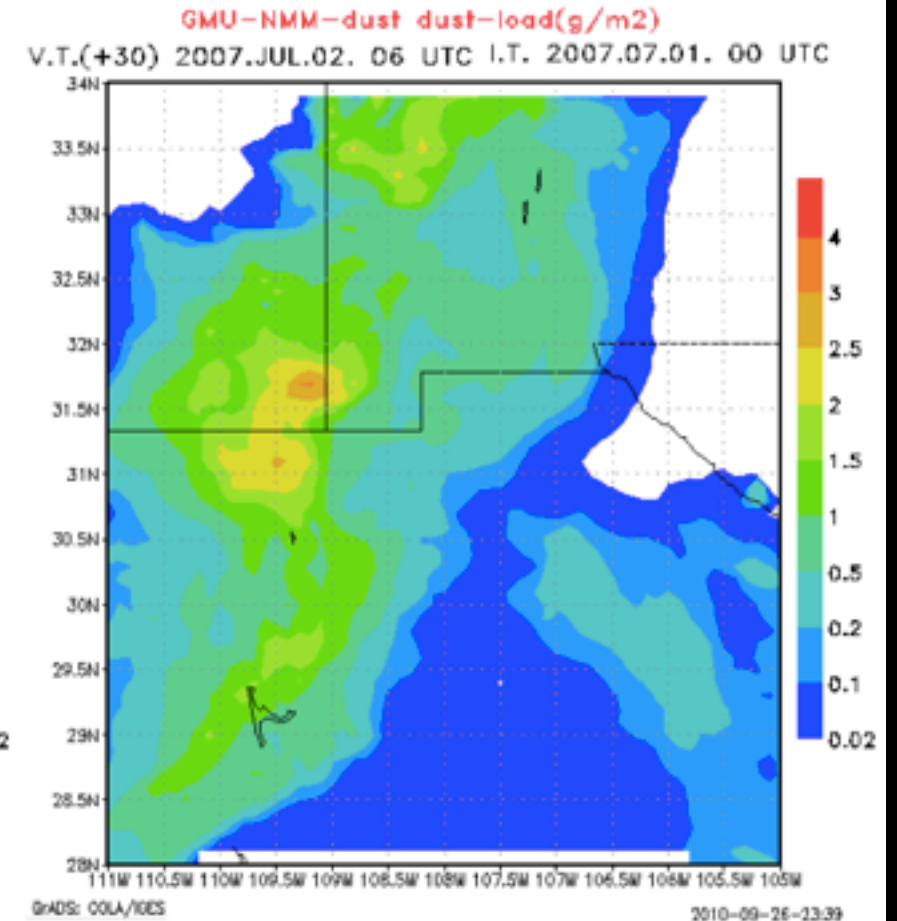 GMU-NMM-dust dust-load(g/m2)
V.T.(+30) 2007.JUL.02. 06 UTC I.T. 2007.07.01. 00 UTC
34N
33.5N
33N
32.5N
32N
31.5N
31N
30.5N
30N
29.5N
29N
28.5N
28N
111W 110.5W 110W 109.5W 109W 108.5W 108W 107.5W 107W 106.5W 106W 105.5W 105W
4
3
2.5
2
1.5
1
0.5
0.2
0.1
0.02
2
GrADS: COLA/IGES
2010-09-26-23:39